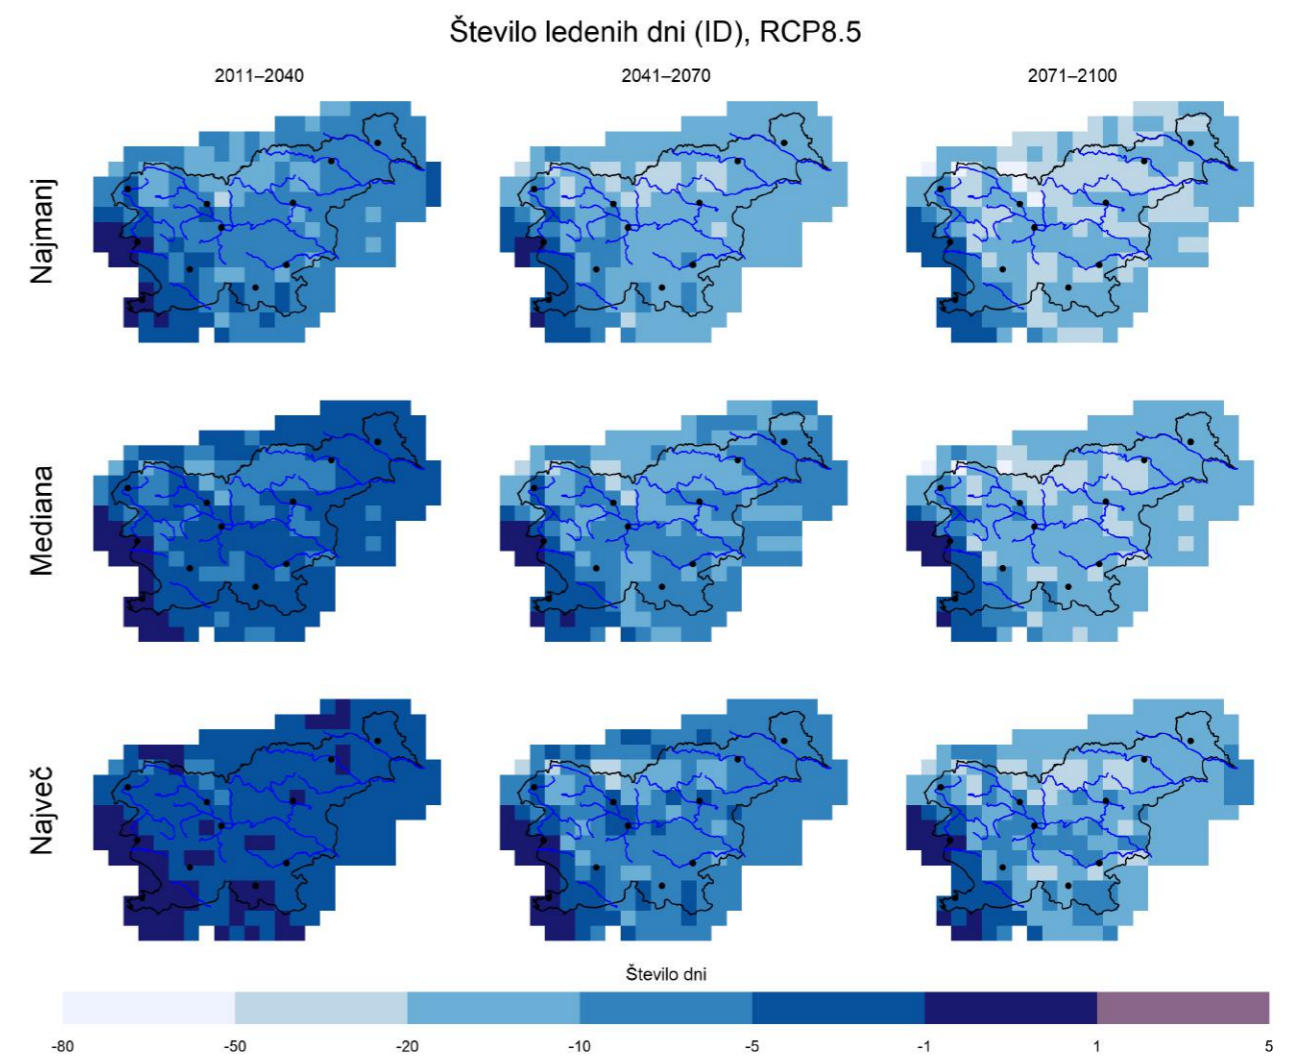 Število ledenih dni (ID), RCP8.5
2011–2040 2041–2070 2071–2100
Najmanj
Mediana
Največ
Število dni
-80 -50 -20 -10 -5 -1 1 5